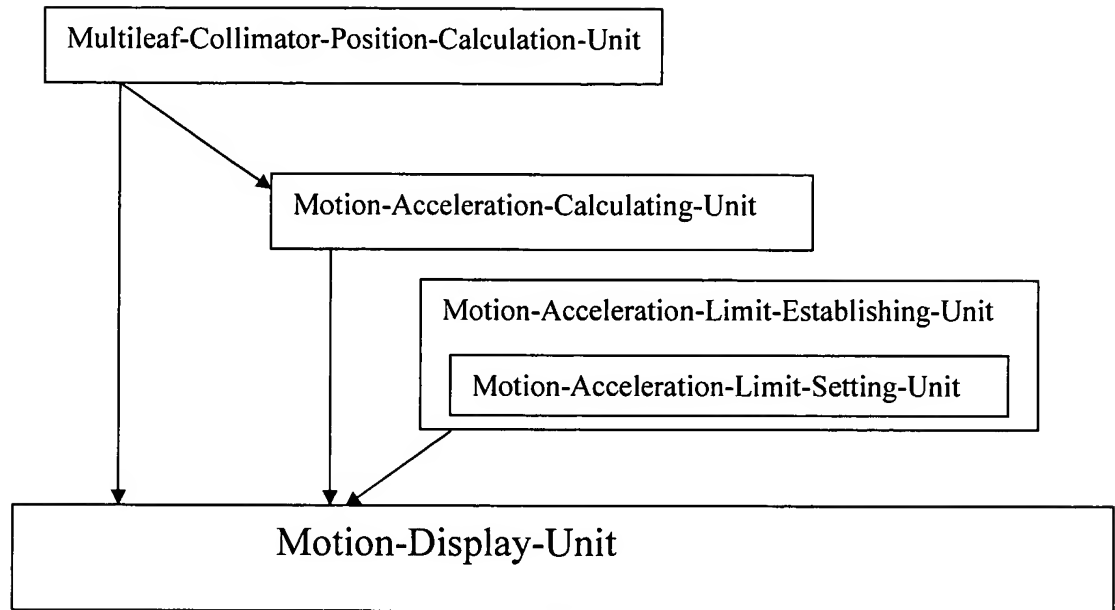 Multileaf-Collimator-Position-Calculation-Unit
Motion-Acceleration-Calculating-Unit
Motion-Acceleration-Limit-Establishing-Unit
Motion-Acceleration-Limit-Setting-Unit
Motion-Display-Unit